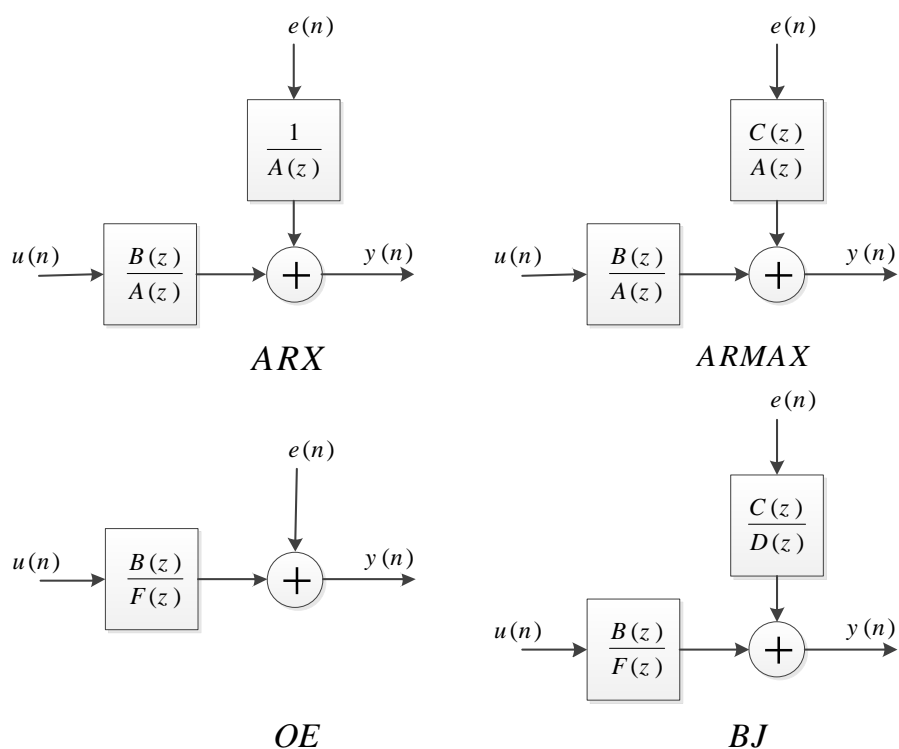 e(n)
1
A(z)
u(n)
B(z)
A(z)
+
y(n)
ARX
e(n)
C(z)
A(z)
u(n)
B(z)
A(z)
+
y(n)
ARMAX
e(n)
u(n)
B(z)
F(z)
+
y(n)
OE
e(n)
C(z)
D(z)
u(n)
B(z)
F(z)
+
y(n)
BJ